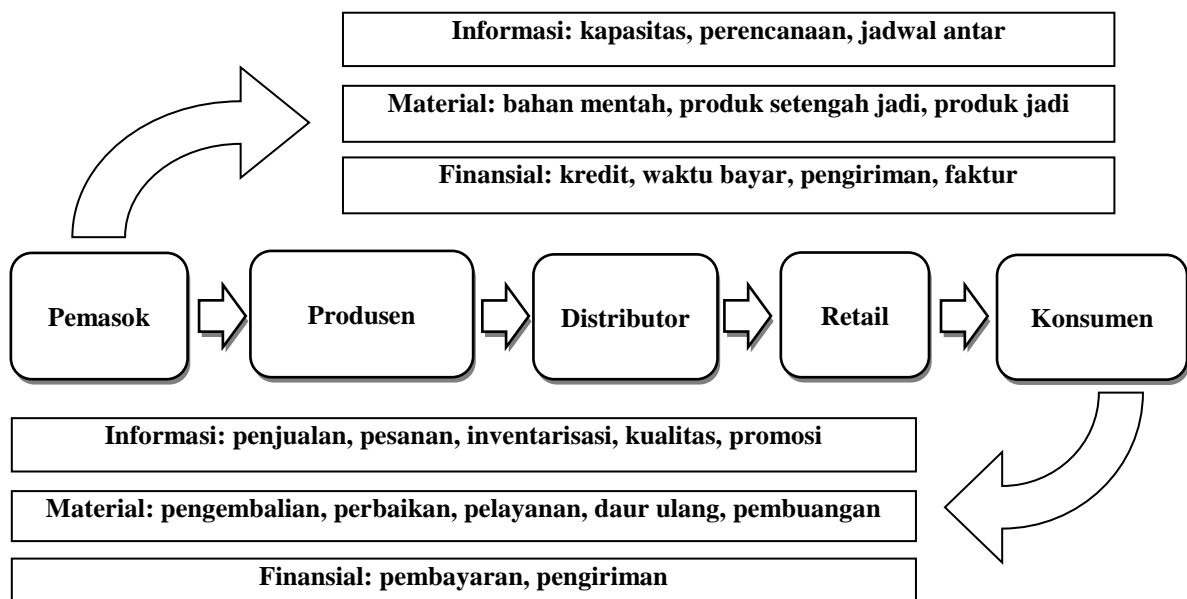 Informasi: kapasitas, perencanaan, jadwal antar
Material: bahan mentah, produk setengah jadi, produk jadi
Finansial: kredit, waktu bayar, pengiriman, faktur
Pemasok
Produsen
Distributor
Retail
Konsumen
Informasi: penjualan, pesanan, inventarisasi, kualitas, promosi
Material: pengembalian, perbaikan, pelayanan, daur ulang, pembuangan
Finansial: pembayaran, pengiriman